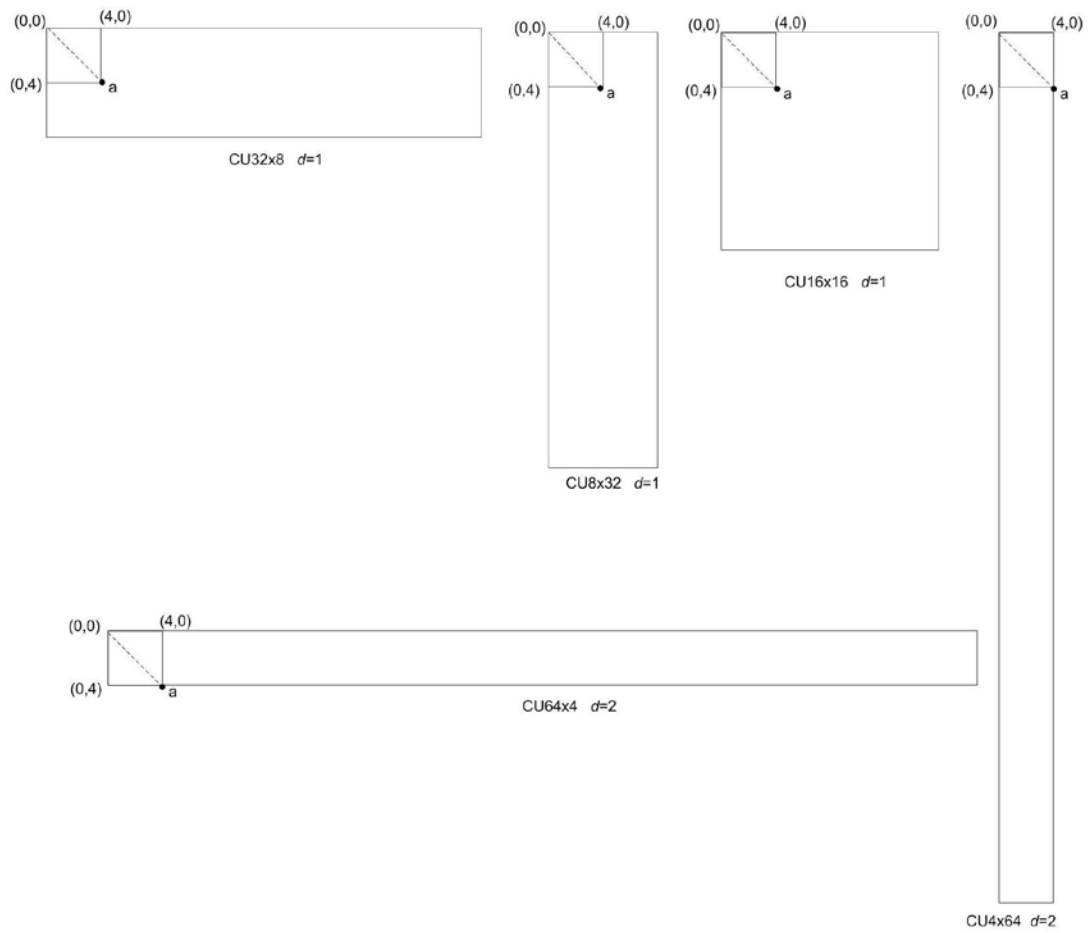 (0,0) (4,0)
(0,4) a
CU32x8 d=1
(0,0) (4,0)
(0,4) a
CU8x32 d=1
(0,0) (4,0)
(0,4) a
CU16x16 d=1
(0,0) (4,0)
(0,4) a
CU4x64 d=2
(0,0) (4,0)
(0,4) a
CU64x4 d=2